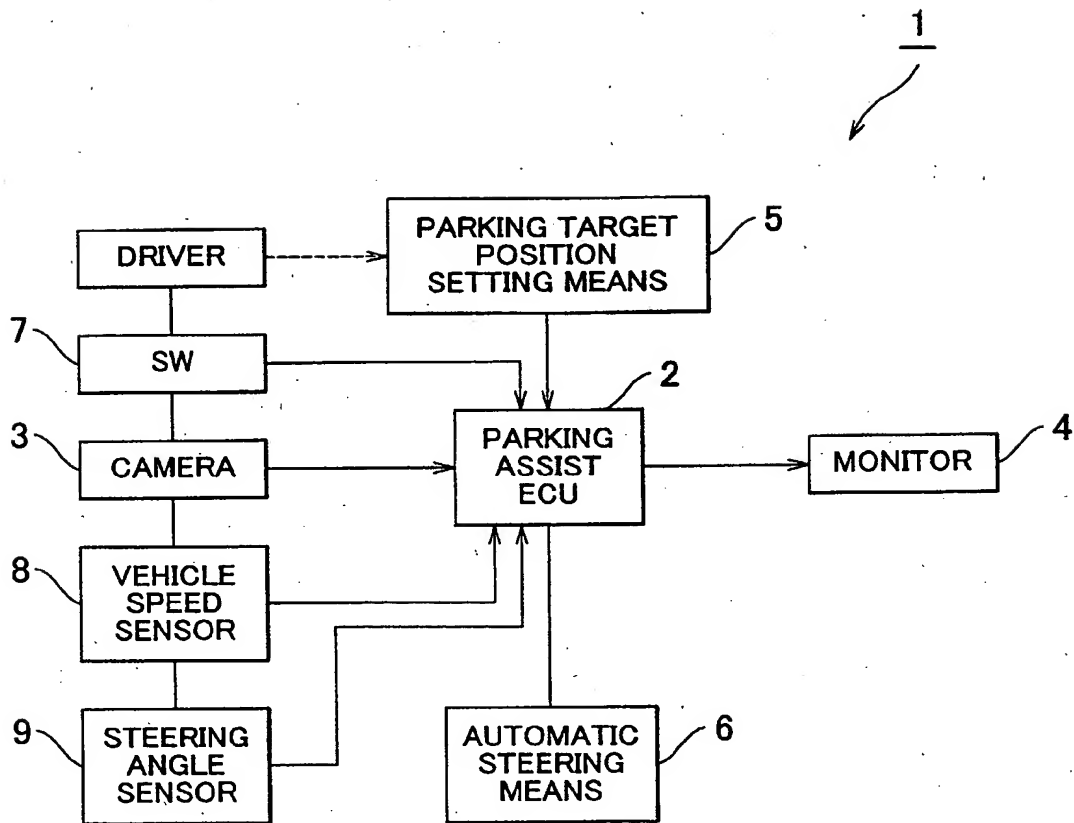 1
DRIVER
PARKING TARGET
POSITION
SETTING MEANS
5
7
SW
2
3
CAMERA
PARKING
ASSIST
ECU
MONITOR
4
8
VEHICLE
SPEED
SENSOR
9
STEERING
ANGLE
SENSOR
AUTOMATIC
STEERING
MEANS
6